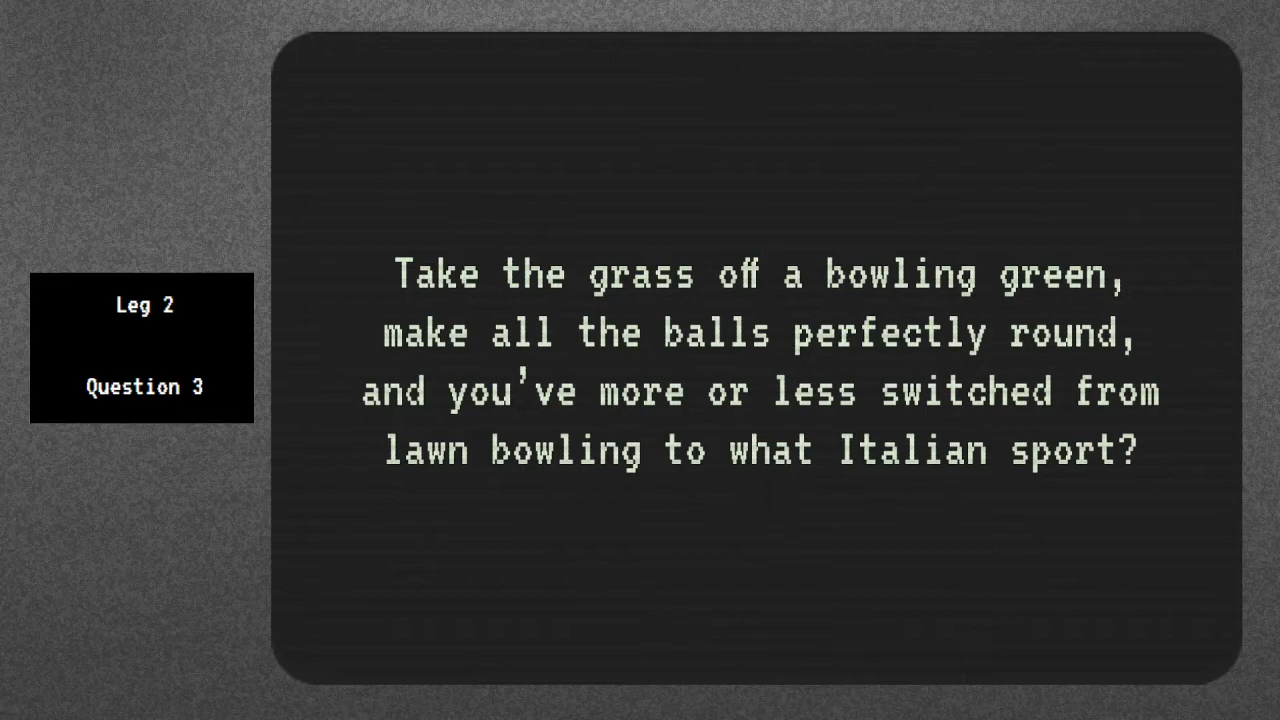 Leg 2
Question 3
Take the grass off a bowling green,
make all the balls perfectly round,
and you've more or less switched from
lawn bowling to what Italian sport?